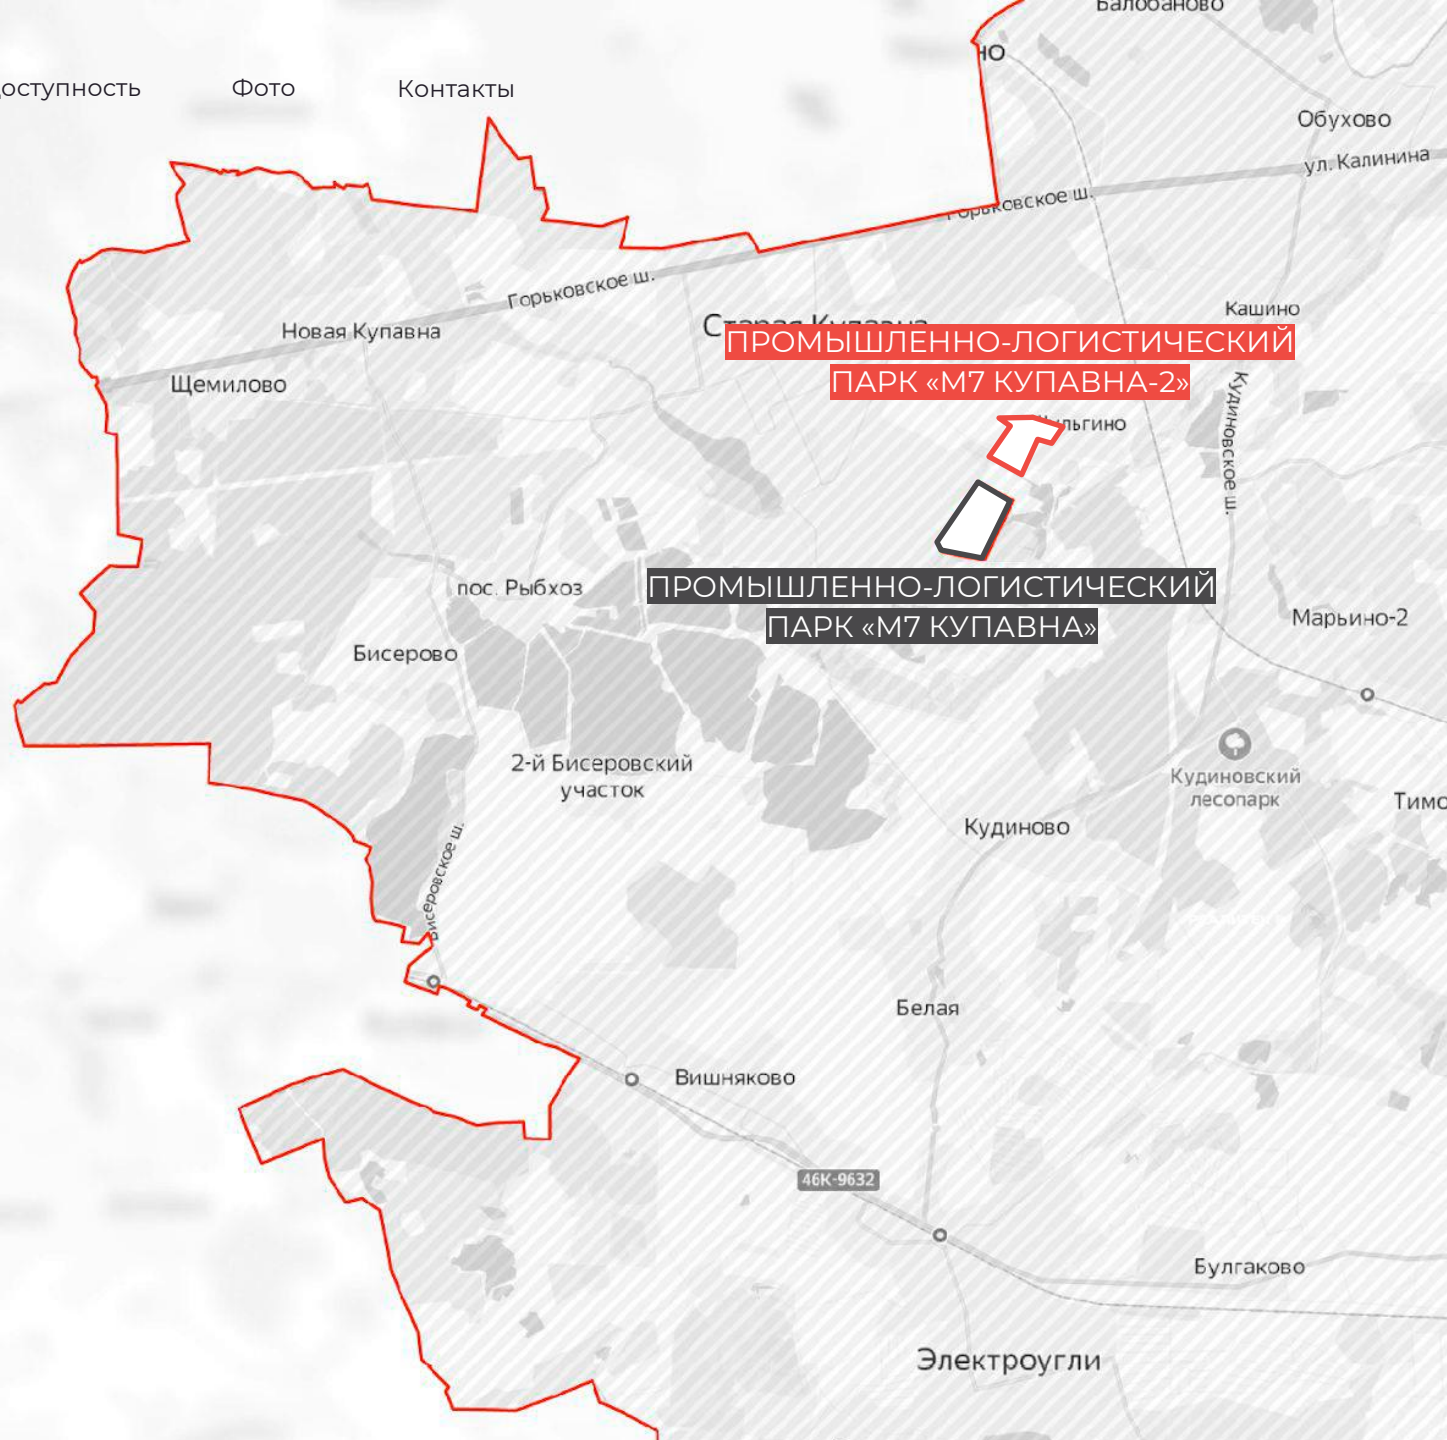 Балобаново
Фото
Контакты
Обухово
ул. Калинина
Горьковское ш.
Горьковское ш.
Кашино
Новая Купавна
Старая Купавна
ПРОМЫШЛЕННО-ЛОГИСТИЧЕСКИЙ
ПАРК «М7 КУПАВНА-2»
Щемилово
Кудиновское ш.
пос. Рыбхоз
ПРОМЫШЛЕННО-ЛОГИСТИЧЕСКИЙ
ПАРК «М7 КУПАВНА»
Марьино-2
Бисерово
2-й Бисеровский
участок
Кудиновский
лесопарк
Кудиново
Бисеровское ш.
Белая
Вишняково
46К-9632
Булгаково
Электроугли